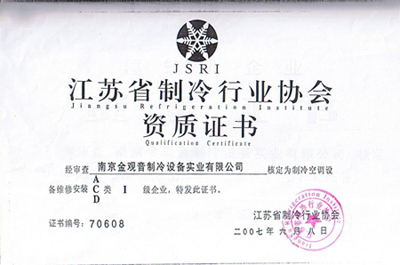 JSRI
江苏省制冷行业协会
Jiangsu Refrigeration Institute
资质证书
Qualification Certificate
经审查 南京金观音制冷设备实业有限公司 核定为制冷空调设
备维修安装 A C D 类 I 级企业，特发此证书。
证书编号：70608
江苏省制冷行业协会
二〇〇七年六月八日